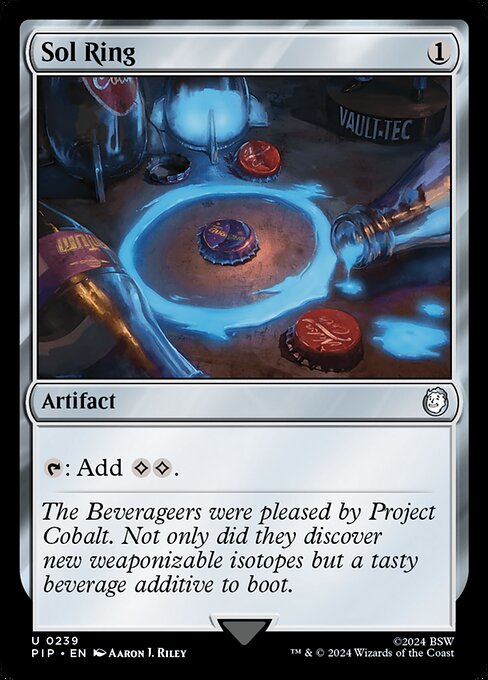 Sol Ring 1
VAULT-TEC
Artifact
: Add .
The Beverageers were pleased by Project
Cobalt. Not only did they discover
new weaponizable isotopes but a tasty
beverage additive to boot.
U 0239
PIP • EN Aaron J. Riley
©2024 BSW
™ & © 2024 Wizards of the Coast